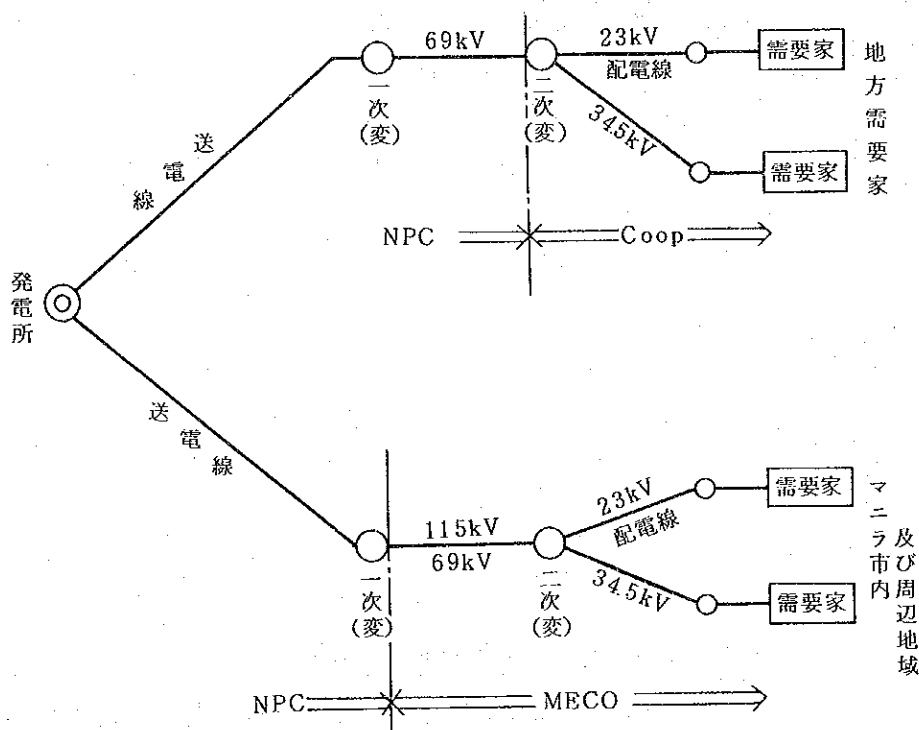 69kV
23kV
配電線
34.5kV
需要家
需要家
地方需要家
一次
(変)
二次
(変)
送電線
NPC
Coop
発電所
送電線
115kV
69kV
23kV
配電線
34.5kV
需要家
需要家
マニラ市内
及び周辺地域
一次
(変)
二次
(変)
NPC
MECO